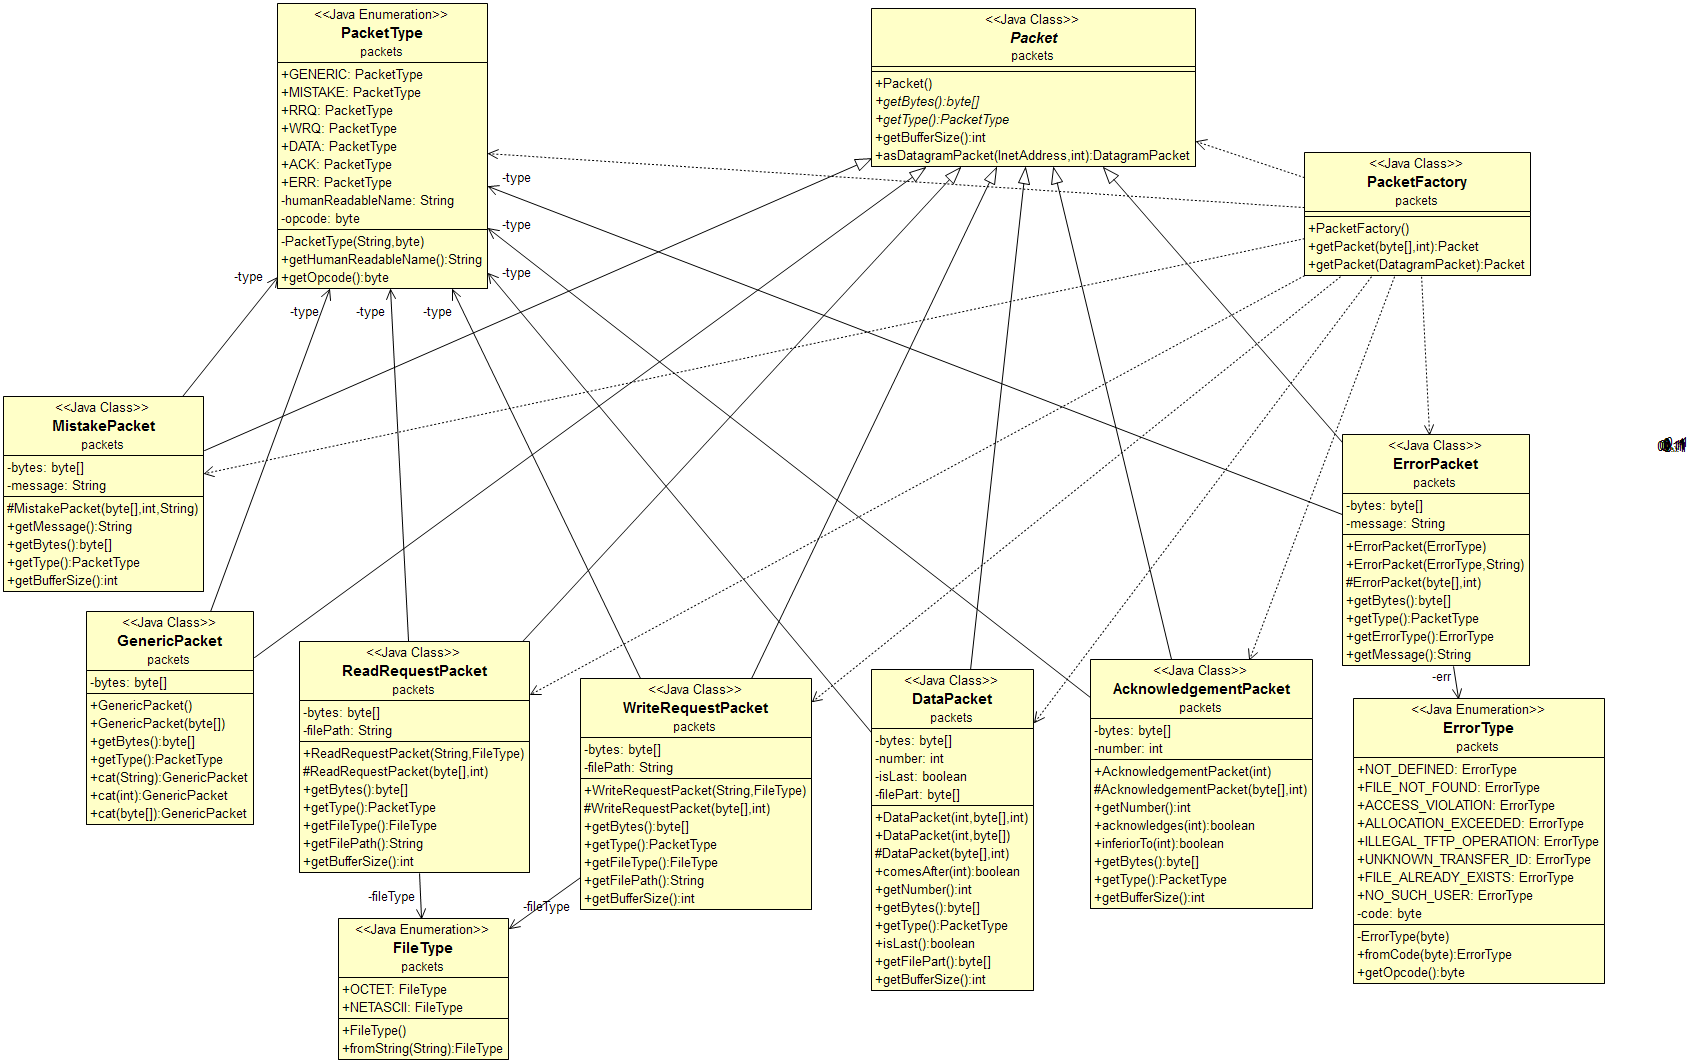 <<Java Enumeration>>
PacketType
packets
+GENERIC: PacketType
+MISTAKE: PacketType
+RRQ: PacketType
+WRQ: PacketType
+DATA: PacketType
+ACK: PacketType
+ERR: PacketType
-humanReadableName: String
-opcode: byte
-PacketType(String,byte)
+getHumanReadableName():String
+getOpcode():byte
<<Java Class>>
Packet
packets
+Packet()
+getBytes():byte[]
+getType():PacketType
+getBufferSize():int
+asDatagramPacket(InetAddress,int):DatagramPacket
<<Java Class>>
PacketFactory
packets
+PacketFactory()
+getPacket(byte[],int):Packet
+getPacket(DatagramPacket):Packet
-type
-type
-type
-type
-type
-type
-type
<<Java Class>>
MistakePacket
packets
-bytes: byte[]
-message: String
#MistakePacket(byte[],int,String)
+getMessage():String
+getBytes():byte[]
+getType():PacketType
+getBufferSize():int
<<Java Class>>
ErrorPacket
packets
-bytes: byte[]
-message: String
+ErrorPacket(ErrorType)
+ErrorPacket(ErrorType,String)
#ErrorPacket(byte[],int)
+getBytes():byte[]
+getType():PacketType
+getErrorType():ErrorType
+getMessage():String
-err
<<Java Class>>
GenericPacket
packets
-bytes: byte[]
+GenericPacket()
+GenericPacket(byte[])
+getBytes():byte[]
+getType():PacketType
+cat(String):GenericPacket
+cat(int):GenericPacket
+cat(byte[]):GenericPacket
<<Java Class>>
ReadRequestPacket
packets
-bytes: byte[]
-filePath: String
+ReadRequestPacket(String,FileType)
#ReadRequestPacket(byte[],int)
+getBytes():byte[]
+getType():PacketType
+getFileType():FileType
+getFilePath():String
+getBufferSize():int
-fileType
<<Java Class>>
WriteRequestPacket
packets
-bytes: byte[]
-filePath: String
+WriteRequestPacket(String,FileType)
#WriteRequestPacket(byte[],int)
+getBytes():byte[]
+getType():PacketType
+getFileType():FileType
+getFilePath():String
+getBufferSize():int
-fileType
<<Java Class>>
DataPacket
packets
-bytes: byte[]
-number: int
-isLast: boolean
-filePart: byte[]
+DataPacket(int,byte[],int)
+DataPacket(int,byte[])
#DataPacket(byte[],int)
+comesAfter(int):boolean
+getNumber():int
+getBytes():byte[]
+getType():PacketType
+isLast():boolean
+getFilePart():byte[]
+getBufferSize():int
<<Java Class>>
AcknowledgementPacket
packets
-bytes: byte[]
-number: int
+AcknowledgementPacket(int)
#AcknowledgementPacket(byte[],int)
+getNumber():int
+acknowledges(int):boolean
+inferiorTo(int):boolean
+getBytes():byte[]
+getType():PacketType
+getBufferSize():int
<<Java Enumeration>>
ErrorType
packets
+NOT_DEFINED: ErrorType
+FILE_NOT_FOUND: ErrorType
+ACCESS_VIOLATION: ErrorType
+ALLOCATION_EXCEEDED: ErrorType
+ILLEGAL_TFTP_OPERATION: ErrorType
+UNKNOWN_TRANSFER_ID: ErrorType
+FILE_ALREADY_EXISTS: ErrorType
+NO_SUCH_USER: ErrorType
-code: byte
-ErrorType(byte)
+fromCode(byte):ErrorType
+getOpcode():byte
<<Java Enumeration>>
FileType
packets
+OCTET: FileType
+NETASCII: FileType
+FileType()
+fromString(String):FileType